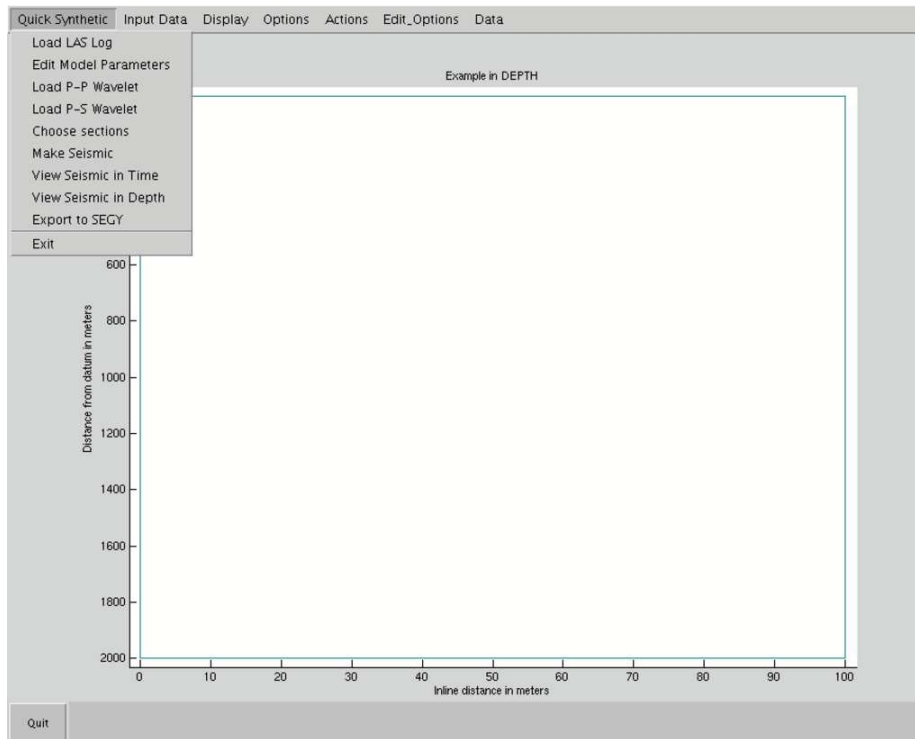 Quick Synthetic Input Data Display Options Actions Edit_Options Data
Load LAS Log
Edit Model Parameters
Load P-P Wavelet
Load P-S Wavelet
Choose sections
Make Seismic
View Seismic in Time
View Seismic in Depth
Export to SEGY
Exit
Example in DEPTH
Distance from datum in meters
600
800
1000
1200
1400
1600
1800
2000
0 10 20 30 40 50 60 70 80 90 100
Inline distance in meters
Quit